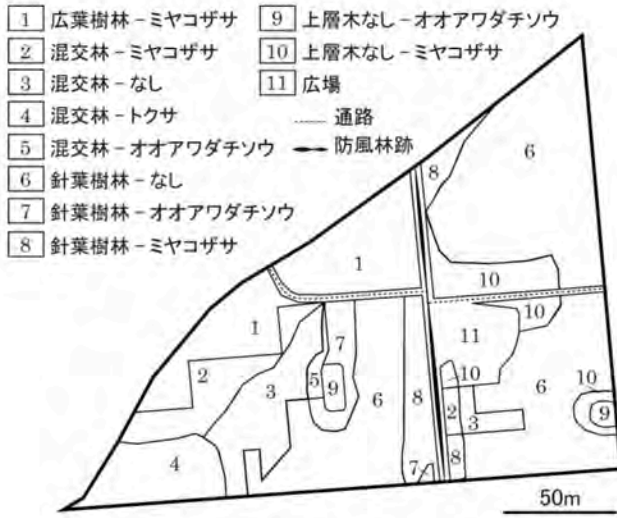 1 広葉樹林－ミヤコザサ
2 混交林－ミヤコザサ
3 混交林－なし
4 混交林－トクサ
5 混交林－オオアワダチソウ
6 針葉樹林－なし
7 針葉樹林－オオアワダチソウ
8 針葉樹林－ミヤコザサ
9 上層木なし－オオアワダチソウ
10 上層木なし－ミヤコザサ
11 広場
通路
防風林跡
6
8
1
10
10
1
11
7
2
3
5
9
6
8
10
2
3
6
10
9
4
7
8
50m